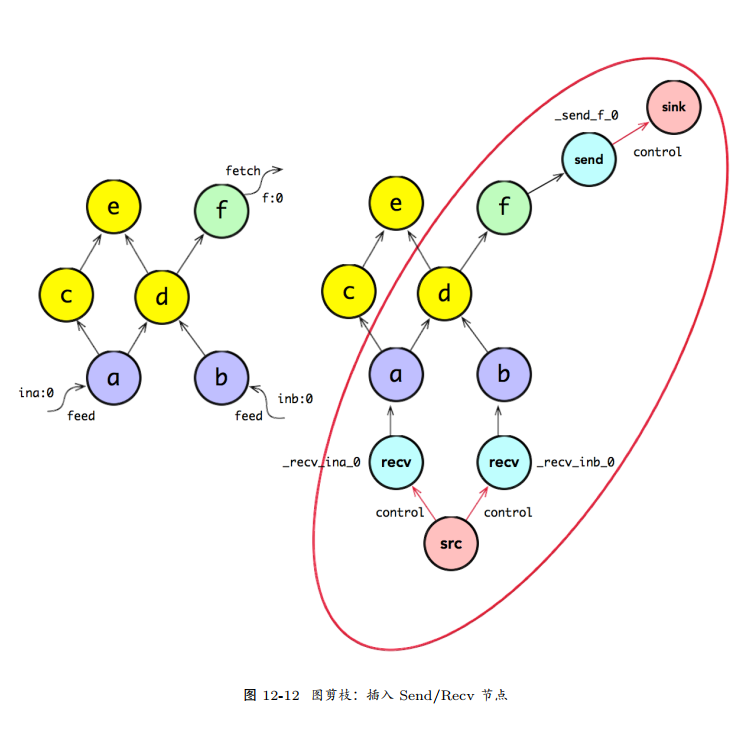 fetch
f:0
e
f
c
d
a
b
ina:0
feed
inb:0
feed
sink
_send_f_0
control
send
e
f
c
d
a
b
_recv_ina_0
recv
recv
_recv_inb_0
control
control
src
图 12-12 图剪枝：插入 Send/Recv 节点